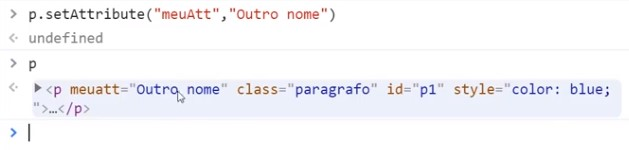 > p.setAttribute("meuAtt","Outro nome")
<· undefined
> p
<· ▶<p meuatt="Outro nome" class="paragrafo" id="p1" style="color: blue;
">…</p>
>